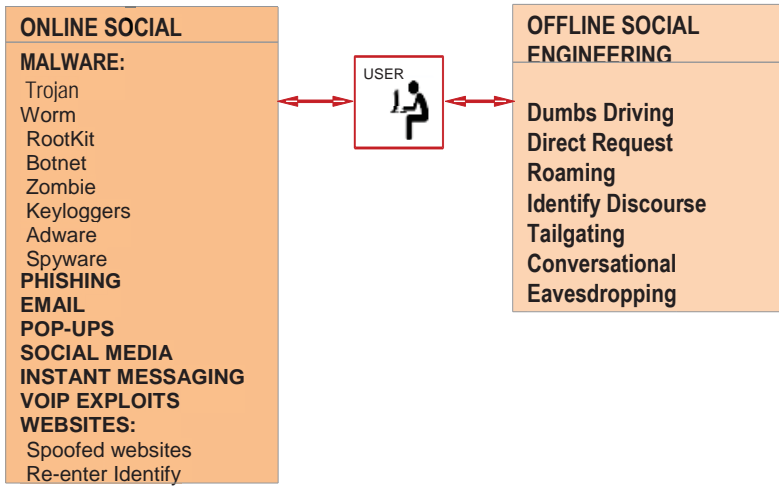 ONLINE SOCIAL
MALWARE:
Trojan
Worm
RootKit
Botnet
Zombie
Keyloggers
Adware
Spyware
PHISHING
EMAIL
POP-UPS
SOCIAL MEDIA
INSTANT MESSAGING
VOIP EXPLOITS
WEBSITES:
Spoofed websites
Re-enter Identify
USER
OFFLINE SOCIAL
ENGINEERING
Dumbs Driving
Direct Request
Roaming
Identify Discourse
Tailgating
Conversational
Eavesdropping